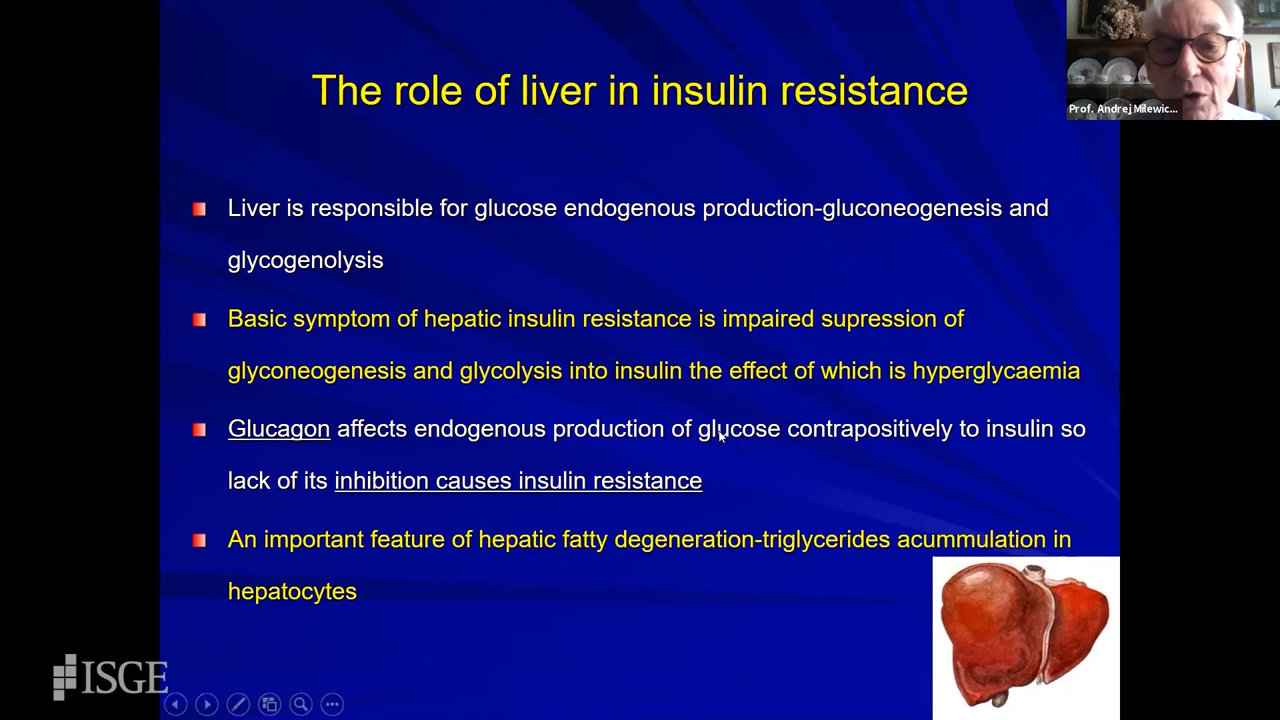 The role of liver in insulin resistance
Prof. Andrej Milewic...
Liver is responsible for glucose endogenous production-gluconeogenesis and
glycogenolysis
Basic symptom of hepatic insulin resistance is impaired supression of
glyconeogenesis and glycolysis into insulin the effect of which is hyperglycaemia
Glucagon affects endogenous production of glucose contrapositively to insulin so
lack of its inhibition causes insulin resistance
An important feature of hepatic fatty degeneration-triglycerides acummulation in
hepatocytes
ISGE